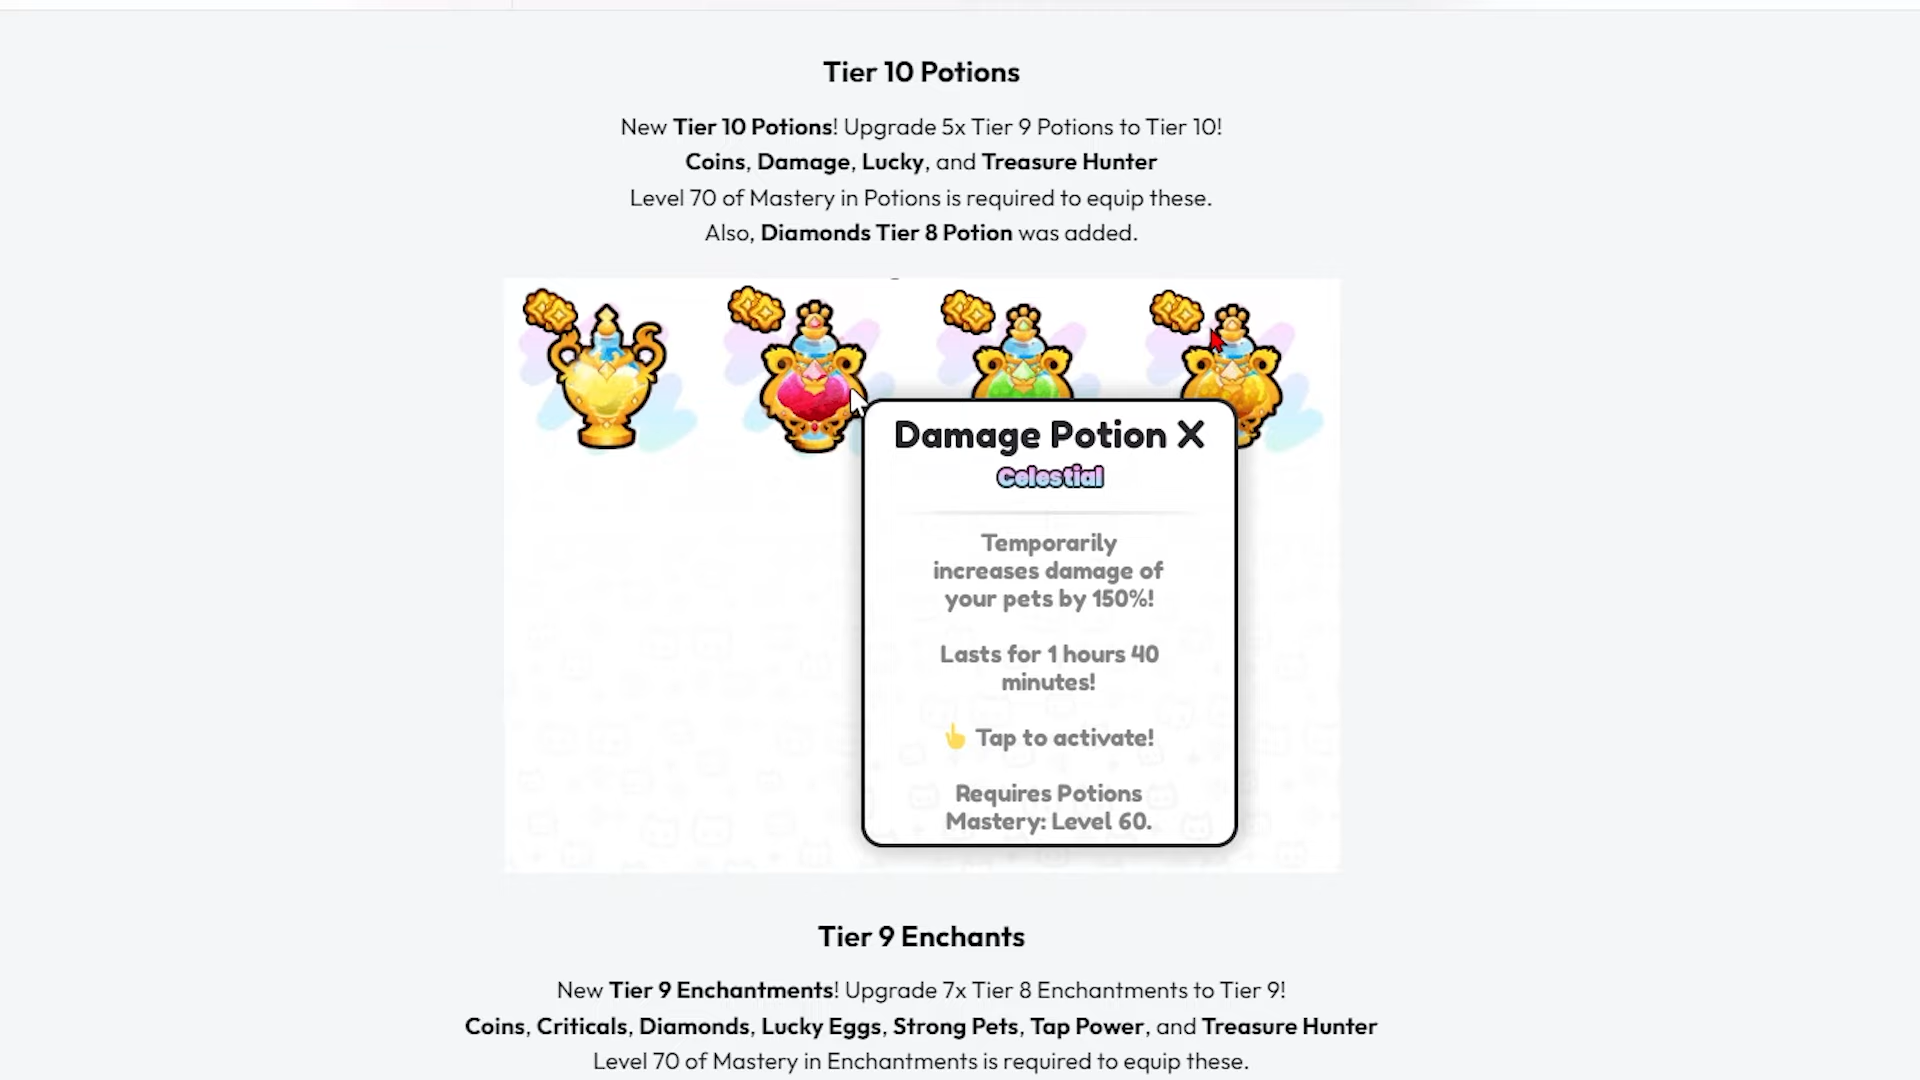 Tier 10 Potions
New Tier 10 Potions! Upgrade 5x Tier 9 Potions to Tier 10!
Coins, Damage, Lucky, and Treasure Hunter
Level 70 of Mastery in Potions is required to equip these.
Also, Diamonds Tier 8 Potion was added.
Damage Potion X
Celestial
Temporarily
increases damage of
your pets by 150%!
Lasts for 1 hours 40
minutes!
👆 Tap to activate!
Requires Potions
Mastery: Level 60.
Tier 9 Enchants
New Tier 9 Enchantments! Upgrade 7x Tier 8 Enchantments to Tier 9!
Coins, Criticals, Diamonds, Lucky Eggs, Strong Pets, Tap Power, and Treasure Hunter
Level 70 of Mastery in Enchantments is required to equip these.